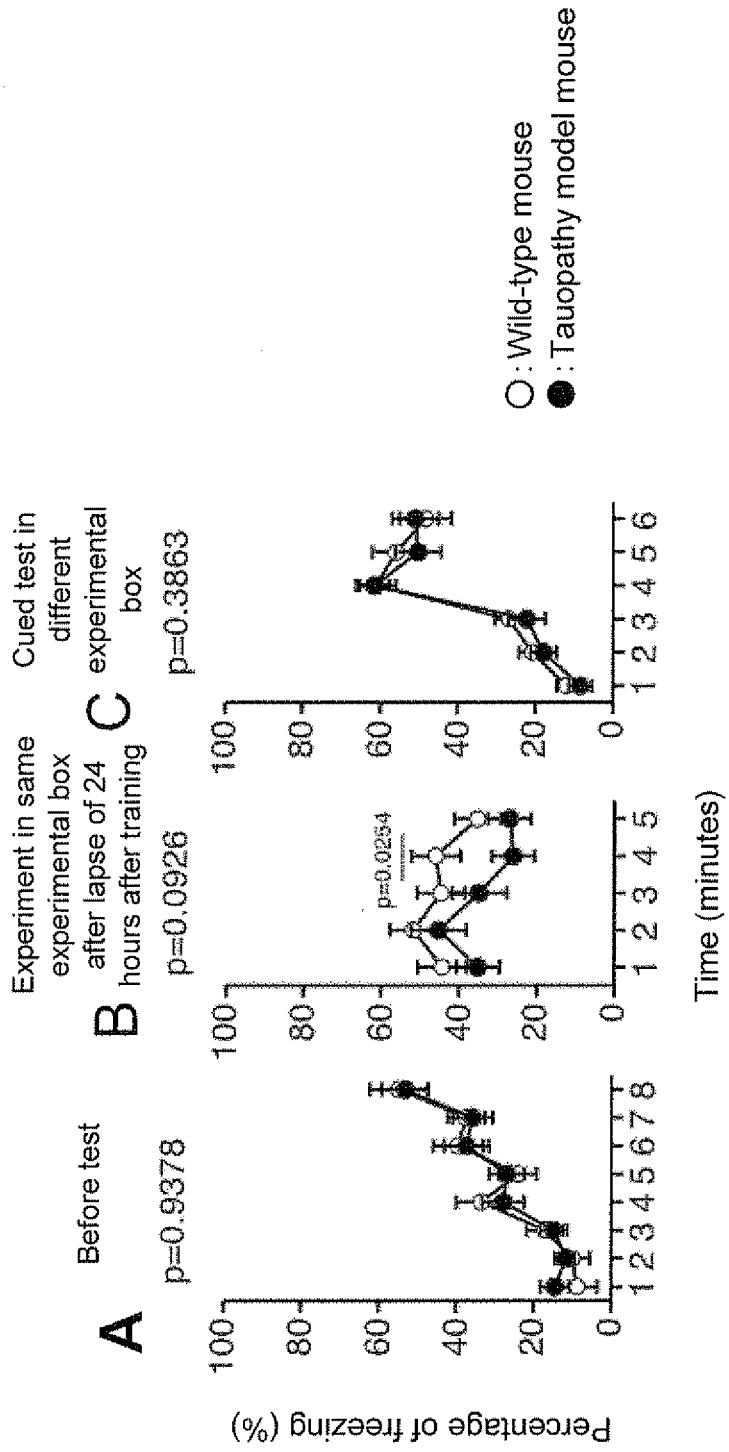 A
Before test
p=0.9378
Percentage of freezing (%)
100
80
60
40
20
0
1 2 3 4 5 6 7 8
B
Experiment in same
experimental box
after lapse of 24
hours after training
p=0.0926
100
80
60
40
20
0
p=0.0254
1 2 3 4 5
Time (minutes)
C
Cued test in
different
experimental
box
p=0.3863
100
80
60
40
20
0
1 2 3 4 5 6
○ : Wild-type mouse
● : Tauopathy model mouse